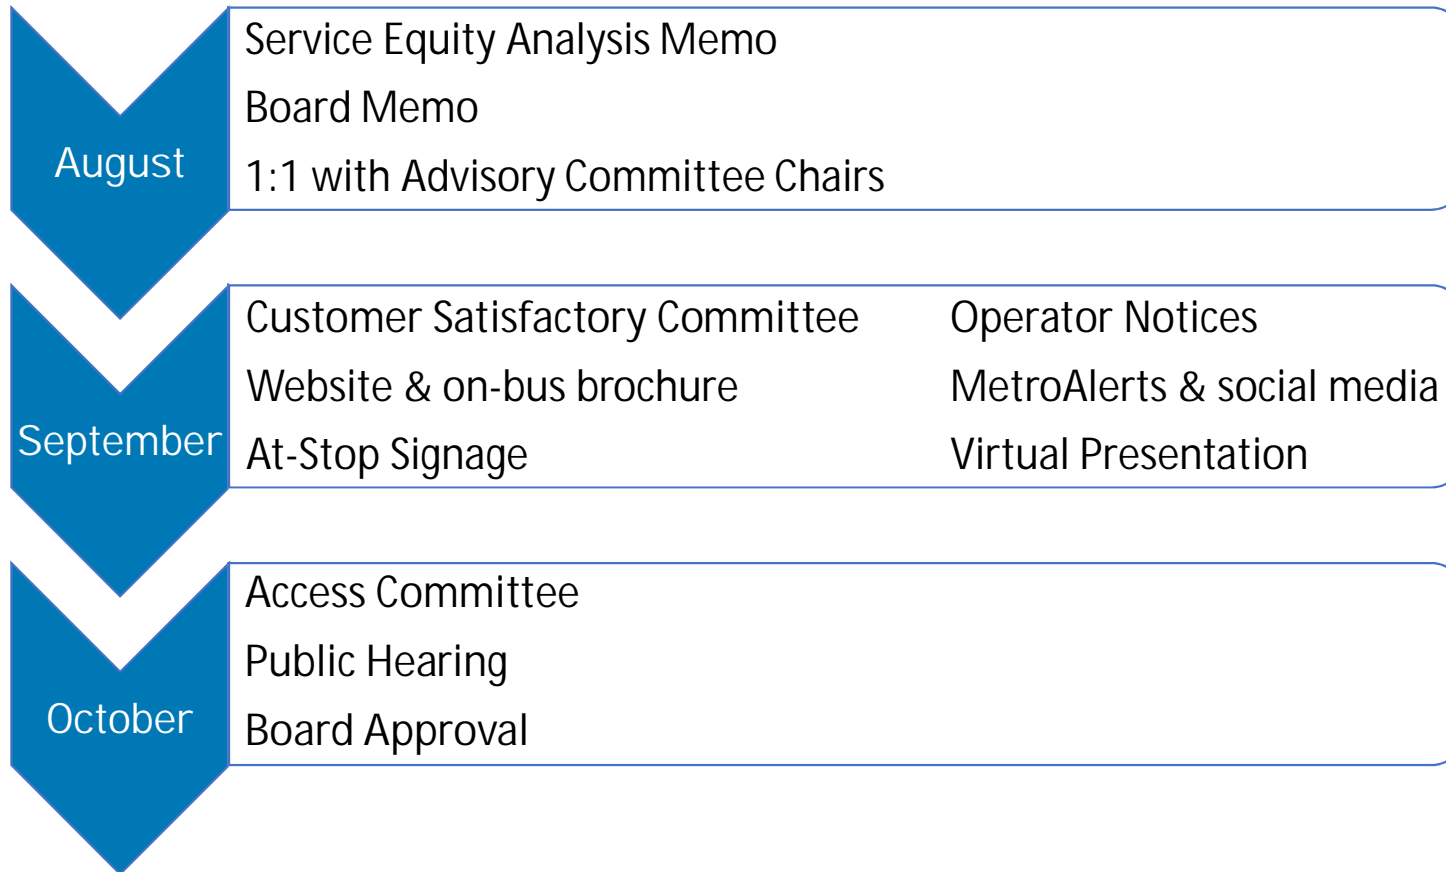 August
Service Equity Analysis Memo
Board Memo
1:1 with Advisory Committee Chairs
September
Customer Satisfactory Committee
Website & on-bus brochure
At-Stop Signage
Operator Notices
MetroAlerts & social media
Virtual Presentation
October
Access Committee
Public Hearing
Board Approval